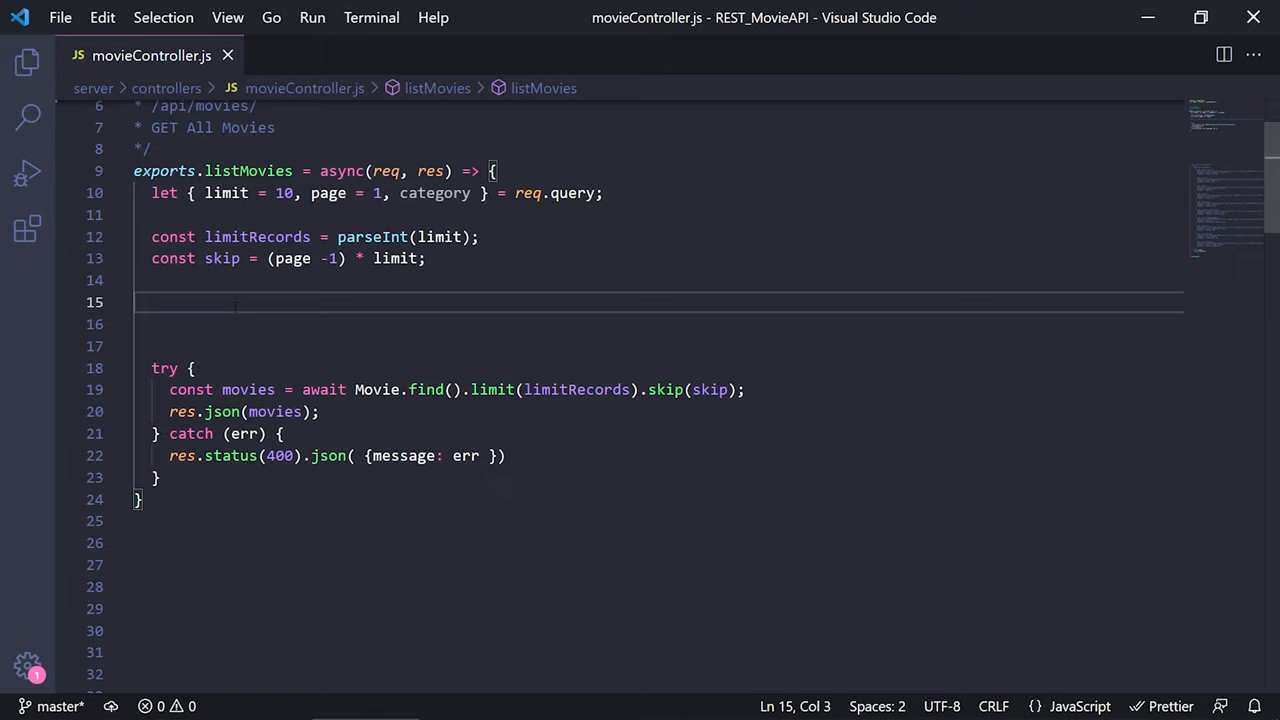 File Edit Selection View Go Run Terminal Help movieController.js - REST_MovieAPI - Visual Studio Code
JS movieController.js
server > controllers > JS movieController.js > listMovies > listMovies
6 * /api/movies/
7 * GET All Movies
8 */
9 exports.listMovies = async(req, res) => {
10 let { limit = 10, page = 1, category } = req.query;
11
12 const limitRecords = parseInt(limit);
13 const skip = (page -1) * limit;
14
15
16
17
18 try {
19 const movies = await Movie.find().limit(limitRecords).skip(skip);
20 res.json(movies);
21 } catch (err) {
22 res.status(400).json( {message: err })
23 }
24 }
25
26
27
28
29
30
31
32
1
master* 0 0 Ln 15, Col 3 Spaces: 2 UTF-8 CRLF {} JavaScript Prettier